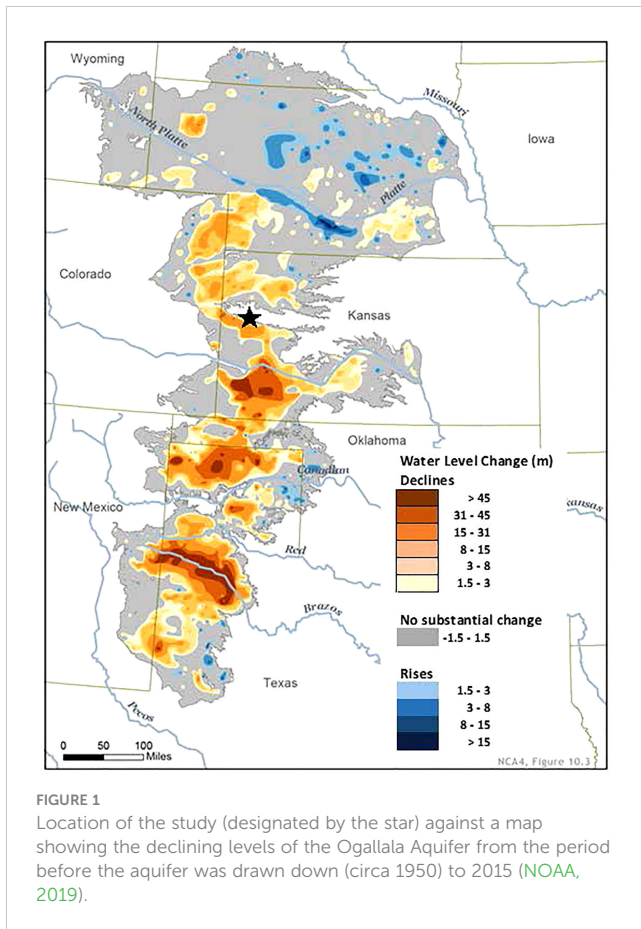 Wyoming
Missouri
North Platte
Iowa
Platte
Colorado
Kansas
Oklahoma
Canadian
New Mexico
Red
Brazos
Texas
Pecos
Water Level Change (m)
Declines
> 45
31 - 45
15 - 31
8 - 15
3 - 8
1.5 - 3
kansas
No substantial change
-1.5 - 1.5
Rises
1.5 - 3
3 - 8
8 - 15
> 15
0 50 100
Miles
NCA4, Figure 10.3
FIGURE 1
Location of the study (designated by the star) against a map
showing the declining levels of the Ogallala Aquifer from the period
before the aquifer was drawn down (circa 1950) to 2015 (NOAA,
2019).